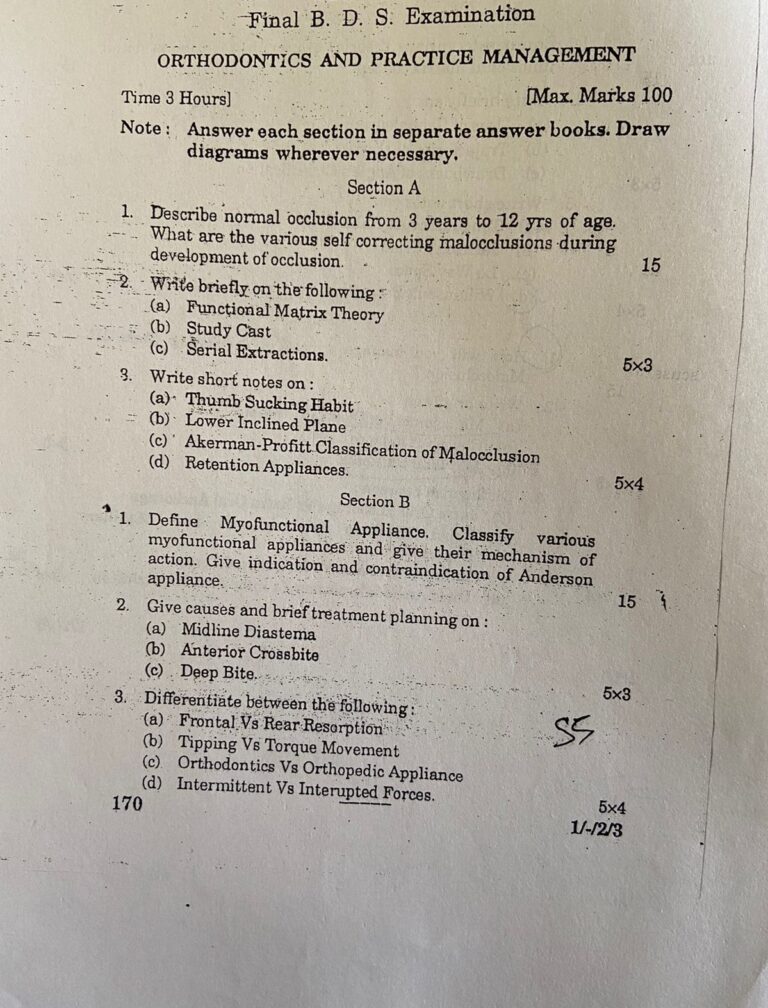 Final B. D. S. Examination
ORTHODONTICS AND PRACTICE MANAGEMENT
Time 3 Hours] [Max. Marks 100
Note : Answer each section in separate answer books. Draw
diagrams wherever necessary.
Section A
1. Describe normal occlusion from 3 years to 12 yrs of age.
What are the various self correcting malocclusions during
development of occlusion. 15
2. Write briefly on the following :
(a) Functional Matrix Theory
(b) Study Cast
(c) Serial Extractions. 5×3
3. Write short notes on :
(a) Thumb Sucking Habit
(b) Lower Inclined Plane
(c) Akerman-Profitt Classification of Malocclusion
(d) Retention Appliances. 5×4
Section B
1. Define Myofunctional Appliance. Classify various
myofunctional appliances and give their mechanism of
action. Give indication and contraindication of Anderson
appliance. 15
2. Give causes and brief treatment planning on :
(a) Midline Diastema
(b) Anterior Crossbite
(c) Deep Bite. 5×3
3. Differentiate between the following :
(a) Frontal Vs Rear Resorption
(b) Tipping Vs Torque Movement
(c) Orthodontics Vs Orthopedic Appliance
(d) Intermittent Vs Interupted Forces. 5×4
170 1/-/2/3